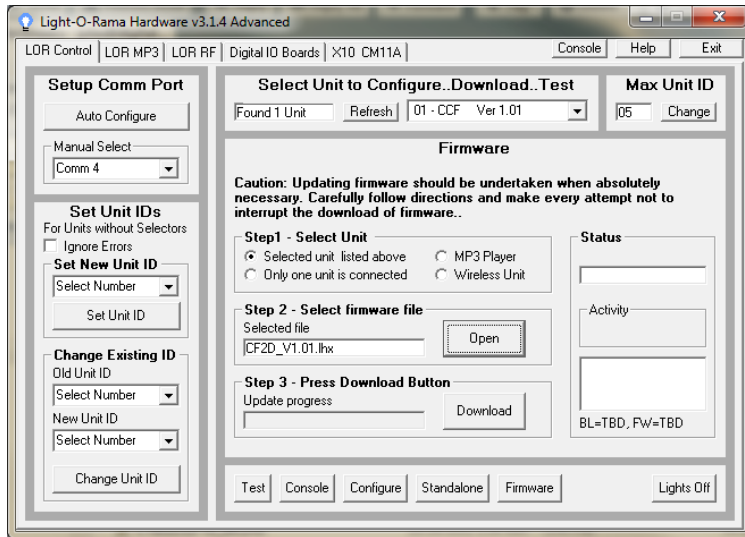 Light-O-Rama Hardware v3.1.4 Advanced
LOR Control
LOR MP3
LOR RF
Digital IO Boards
X10 CM11A
Console
Help
Exit
Setup Comm Port
Auto Configure
Manual Select
Comm 4
Set Unit IDs
For Units without Selectors
Ignore Errors
Set New Unit ID
Select Number
Set Unit ID
Change Existing ID
Old Unit ID
Select Number
New Unit ID
Select Number
Change Unit ID
Select Unit to Configure..Download..Test
Found 1 Unit
Refresh
01 - CCF Ver 1.01
Max Unit ID
05
Change
Firmware
Caution: Updating firmware should be undertaken when absolutely
necessary. Carefully follow directions and make every attempt not to
interrupt the download of firmware..
Step1 - Select Unit
Selected unit listed above
MP3 Player
Only one unit is connected
Wireless Unit
Step 2 - Select firmware file
Selected file
CF2D_V1.01.lhx
Open
Step 3 - Press Download Button
Update progress
Download
Status
Activity
BL=TBD, FW=TBD
Test
Console
Configure
Standalone
Firmware
Lights Off